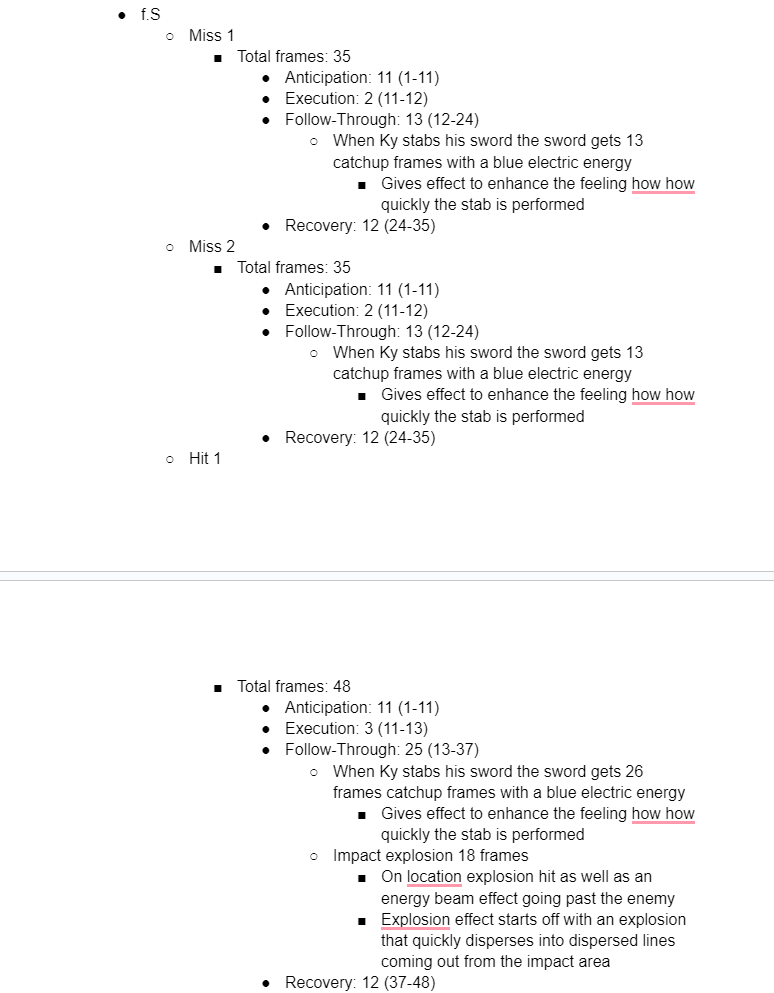 f.S
Miss 1
Total frames: 35
Anticipation: 11 (1-11)
Execution: 2 (11-12)
Follow-Through: 13 (12-24)
When Ky stabs his sword the sword gets 13
catchup frames with a blue electric energy
Gives effect to enhance the feeling how how
quickly the stab is performed
Recovery: 12 (24-35)
Miss 2
Total frames: 35
Anticipation: 11 (1-11)
Execution: 2 (11-12)
Follow-Through: 13 (12-24)
When Ky stabs his sword the sword gets 13
catchup frames with a blue electric energy
Gives effect to enhance the feeling how how
quickly the stab is performed
Recovery: 12 (24-35)
Hit 1
Total frames: 48
Anticipation: 11 (1-11)
Execution: 3 (11-13)
Follow-Through: 25 (13-37)
When Ky stabs his sword the sword gets 26
frames catchup frames with a blue electric energy
Gives effect to enhance the feeling how how
quickly the stab is performed
Impact explosion 18 frames
On location explosion hit as well as an
energy beam effect going past the enemy
Explosion effect starts off with an explosion
that quickly disperses into dispersed lines
coming out from the impact area
Recovery: 12 (37-48)